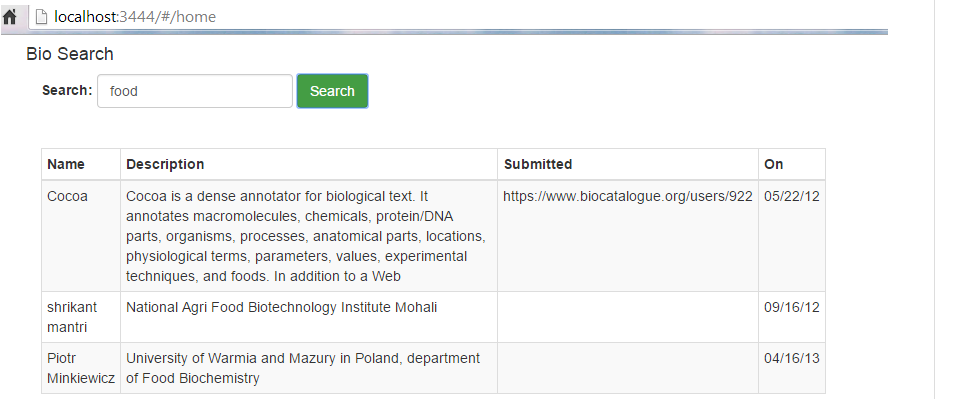 localhost:3444/#/home
Bio Search
Search: food Search
Name Description Submitted On
Cocoa Cocoa is a dense annotator for biological text. It https://www.biocatalogue.org/users/922 05/22/12
annotates macromolecules, chemicals, protein/DNA
parts, organisms, processes, anatomical parts, locations,
physiological terms, parameters, values, experimental
techniques, and foods. In addition to a Web
shrikant National Agri Food Biotechnology Institute Mohali 09/16/12
mantri
Piotr University of Warmia and Mazury in Poland, department 04/16/13
Minkiewicz of Food Biochemistry